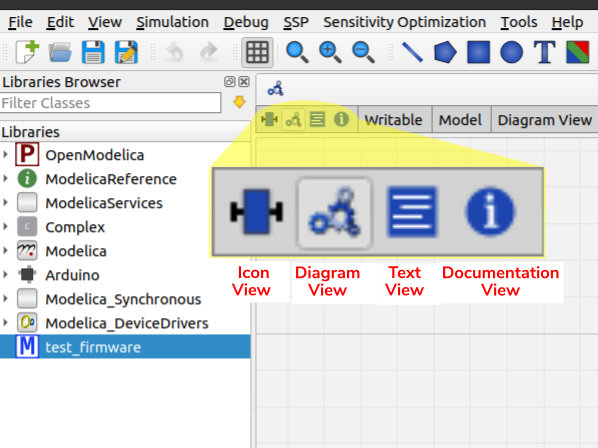 File Edit View Simulation Debug SSP Sensitivity Optimization Tools Help
T
Libraries Browser
Filter Classes
Writable Model Diagram View
Libraries
P OpenModelica
i ModelicaReference
ModelicaServices
C Complex
Modelica
Arduino
Modelica_Synchronous
Modelica_DeviceDrivers
M test_firmware
i
Icon View
Diagram View
Text View
Documentation View